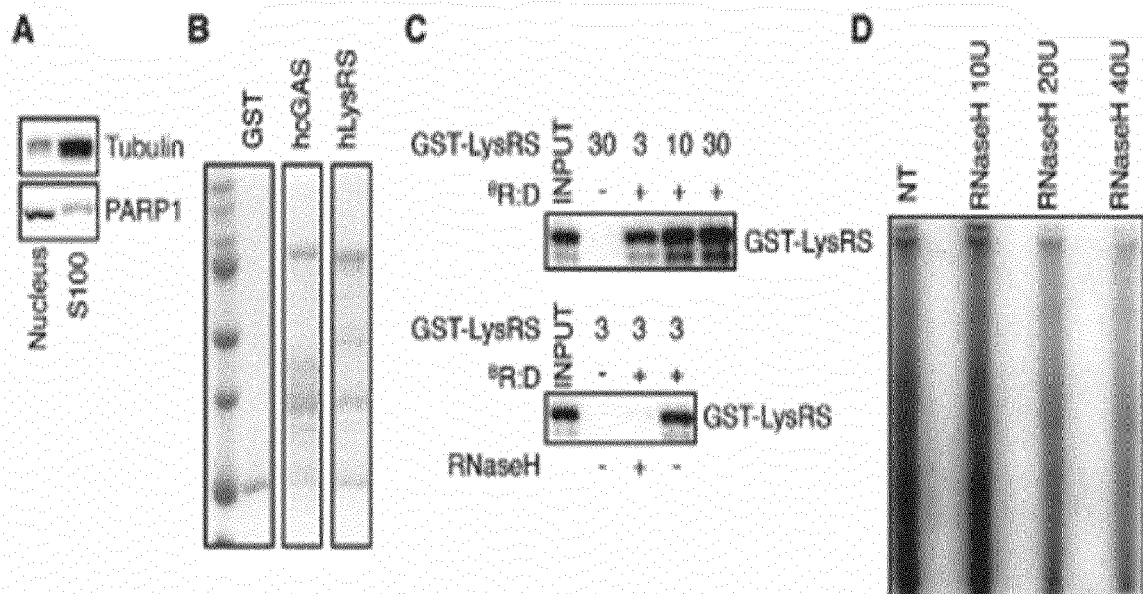 A
Tubulin
PARP1
Nucleus
S100
B
GST
hcGAS
hLysRS
C
GST-LysRS INPUT 30 3 10 30
ᴮR:D - + + +
GST-LysRS
GST-LysRS INPUT 3 3 3
ᴮR:D - + +
GST-LysRS
RNaseH - + -
D
NT
RNaseH 10U
RNaseH 20U
RNaseH 40U